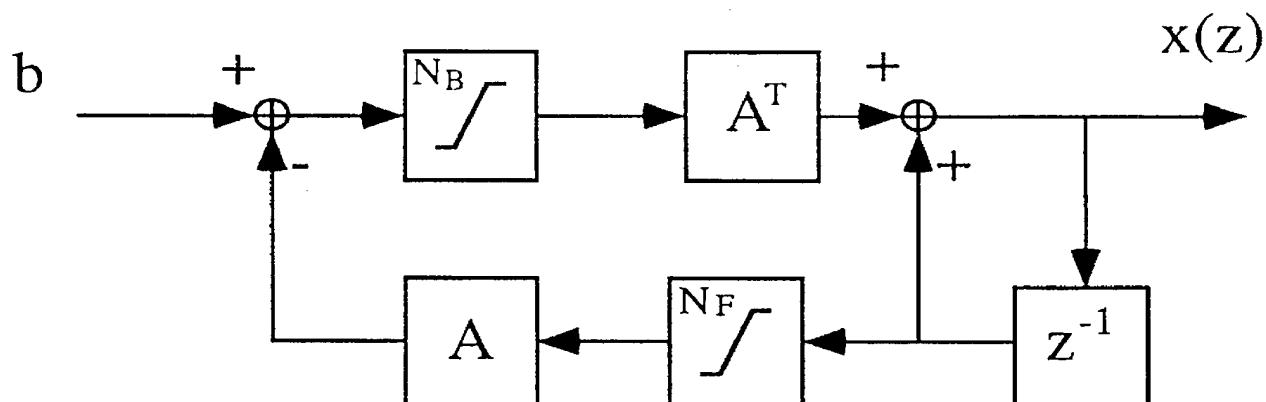 x(z)
b
+
N_B
A^T
+
-
+
A
N_F
z^-1